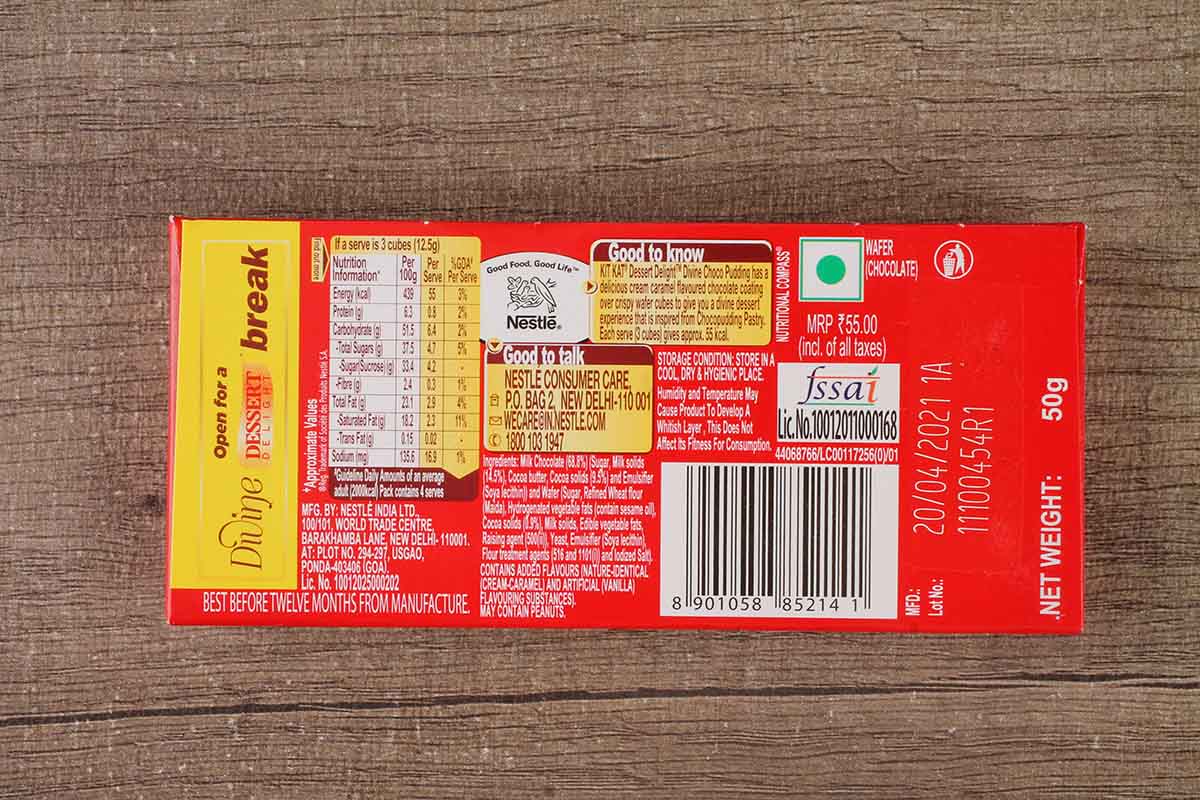 open for a
Divine DESSERT DELIGHT break
Find out more
If a serve is 3 cubes (12.5g)
Nutrition Information* Per 100g Per Serve %GDA† Per Serve
Energy (kcal) 439 55 3%
Protein (g) 6.3 0.8 2%
Carbohydrate (g) 51.5 6.4 2%
-Total Sugars (g) 37.5 4.7 5%
-Sugar(Sucrose) (g) 33.4 4.2 -
-Fibre (g) 2.4 0.3 1%
Total Fat (g) 23.1 2.9 4%
-Saturated Fat (g) 18.2 2.3 11%
-Trans Fat (g) 0.15 0.02 -
Sodium (mg) 135.6 16.9 1%
*Guideline Daily Amounts of an average
adult (2000kcal) Pack contains 4 serves
†Approximate Values
®Reg. Trademark of société des Produits Nestlé S.A.
MFG. BY: NESTLÉ INDIA LTD.,
100/101, WORLD TRADE CENTRE,
BARAKHAMBA LANE, NEW DELHI- 110001.
AT: PLOT NO. 294-297, USGAO,
PONDA-403406 (GOA).
Lic. No. 10012025000202
BEST BEFORE TWELVE MONTHS FROM MANUFACTURE.
Good Food, Good Life™
Nestlé®
Good to know
KIT KAT® Dessert Delight™ Divine Choco Pudding has a
delicious cream caramel flavoured chocolate coating
over crispy wafer cubes to give you a divine dessert
experience that is inspired from Chocopudding Pastry.
Each serve (3 cubes) gives approx. 55 kcal.
NUTRITIONAL COMPASS®
Good to talk
NESTLÉ CONSUMER CARE,
P.O. BAG 2, NEW DELHI-110 001
WECARE@IN.NESTLE.COM
1800 103 1947
STORAGE CONDITION: STORE IN A
COOL, DRY & HYGIENIC PLACE.
Humidity and Temperature May
Cause Product To Develop A
Whitish Layer , This Does Not
Affect Its Fitness For Consumption.
Ingredients: Milk Chocolate (68.8%) (Sugar, Milk solids
(14.5%), Cocoa butter, Cocoa solids (9.5%) and Emulsifier
(Soya lecithin)) and Wafer (Sugar, Refined Wheat flour
(Maida), Hydrogenated vegetable fats (contain sesame oil),
Cocoa solids (0.9%), Milk solids, Edible vegetable fats,
Raising agent (500(ii)), Yeast, Emulsifier (Soya lecithin),
Flour treatment agents (516 and 1101(i)) and Iodized Salt).
CONTAINS ADDED FLAVOURS (NATURE-IDENTICAL
(CREAM-CARAMEL) AND ARTIFICIAL (VANILLA)
FLAVOURING SUBSTANCES).
MAY CONTAIN PEANUTS.
WAFER
(CHOCOLATE)
MRP ₹55.00
(incl. of all taxes)
fssai
Lic.No.10012011000168
44068766/LC00117256(0)/01
8 901058 852141
MFD.: 20/04/2021 1A
Lot No.: 11100454R1
.NET WEIGHT: 50g